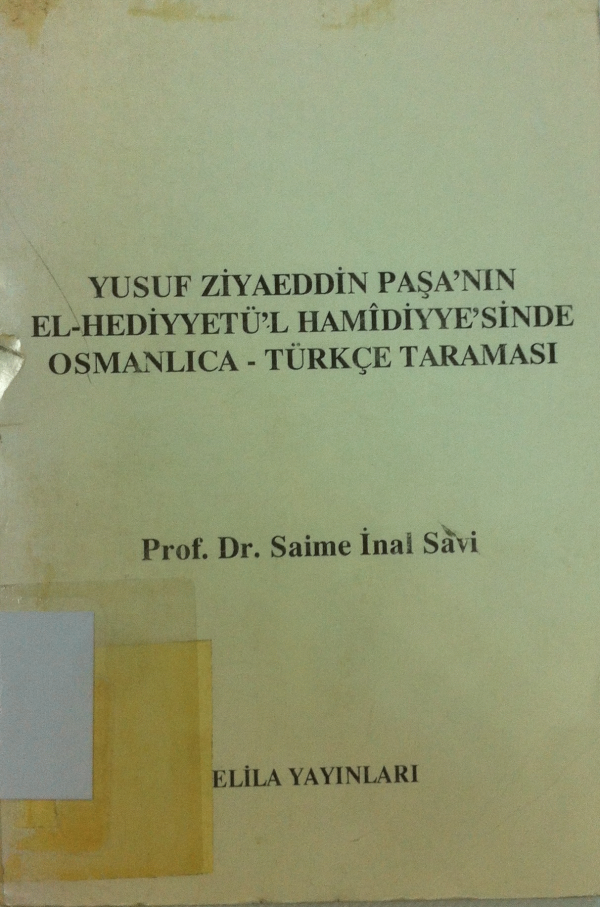 YUSUF ZİYAEDDİN PAŞA'NIN
EL-HEDİYYETÜ'L HAMÎDİYYE'SİNDE
OSMANLICA - TÜRKÇE TARAMASI
Prof. Dr. Saime İnal Savi
ELİLA YAYINLARI